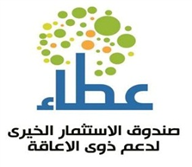 عطاء
صندوق الاستثمار الخيرى
لدعم ذوى الاعاقة